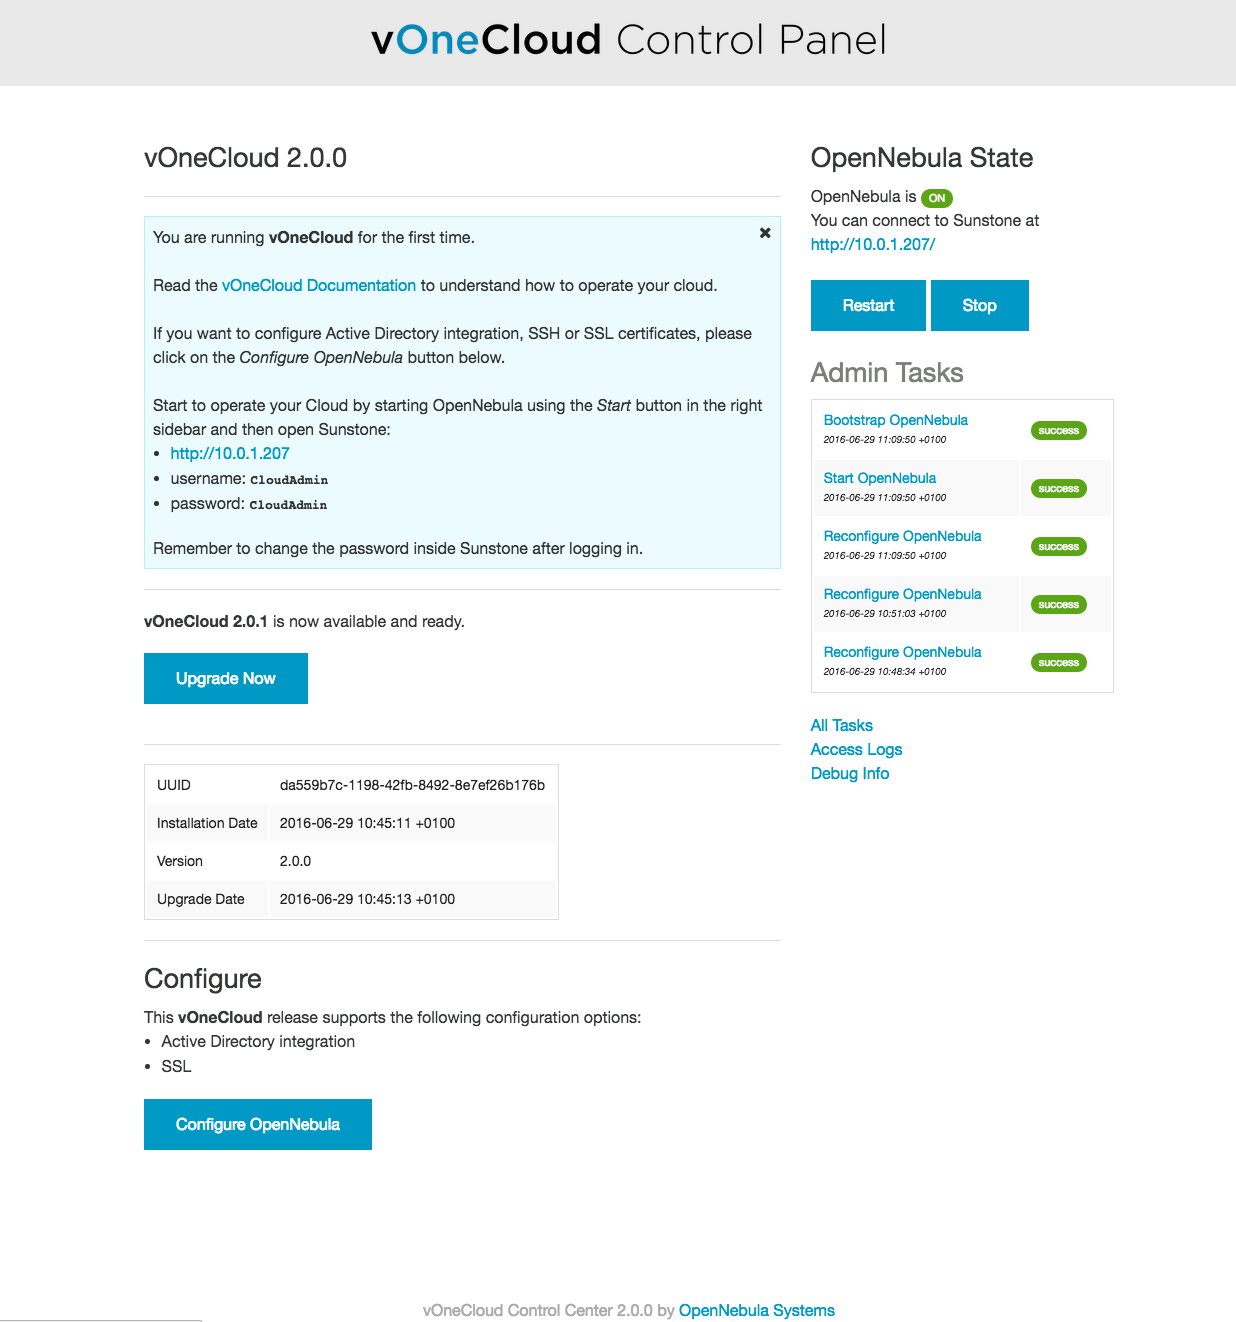 vOneCloud Control Panel
vOneCloud 2.0.0
You are running vOneCloud for the first time.
Read the vOneCloud Documentation to understand how to operate your cloud.
If you want to configure Active Directory integration, SSH or SSL certificates, please
click on the Configure OpenNebula button below.
Start to operate your Cloud by starting OpenNebula using the Start button in the right
sidebar and then open Sunstone:
• http://10.0.1.207
• username: CloudAdmin
• password: CloudAdmin
Remember to change the password inside Sunstone after logging in.
vOneCloud 2.0.1 is now available and ready.
Upgrade Now
UUID da559b7c-1198-42fb-8492-8e7ef26b176b
Installation Date 2016-06-29 10:45:11 +0100
Version 2.0.0
Upgrade Date 2016-06-29 10:45:13 +0100
Configure
This vOneCloud release supports the following configuration options:
• Active Directory integration
• SSL
Configure OpenNebula
OpenNebula State
OpenNebula is ON
You can connect to Sunstone at
http://10.0.1.207/
Restart Stop
Admin Tasks
Bootstrap OpenNebula success
2016-06-29 11:09:50 +0100
Start OpenNebula success
2016-06-29 11:09:50 +0100
Reconfigure OpenNebula success
2016-06-29 11:09:50 +0100
Reconfigure OpenNebula success
2016-06-29 10:51:03 +0100
Reconfigure OpenNebula success
2016-06-29 10:48:34 +0100
All Tasks
Access Logs
Debug Info
vOneCloud Control Center 2.0.0 by OpenNebula Systems